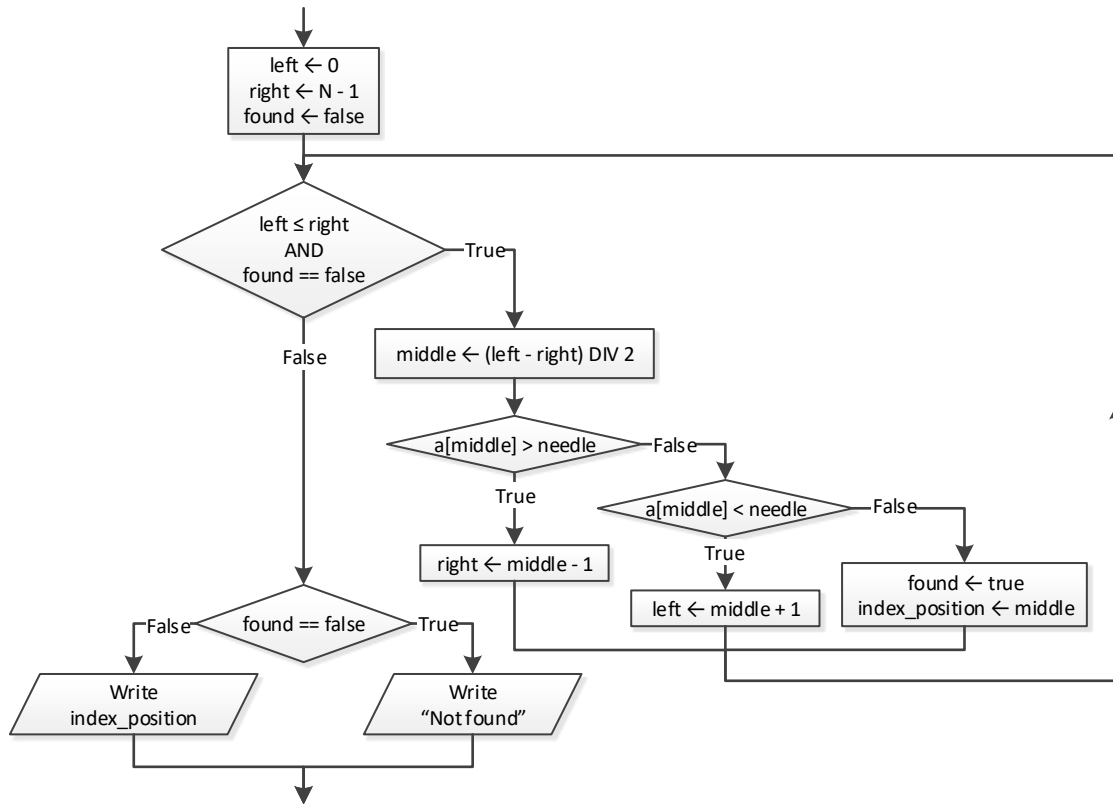 left ← 0
right ← N - 1
found ← false
left ≤ right
AND
found == false
True
False
middle ← (left - right) DIV 2
a[middle] > needle
False
True
a[middle] < needle
False
True
right ← middle - 1
left ← middle + 1
found ← true
index_position ← middle
found == false
False
True
Write
index_position
Write
“Not found”